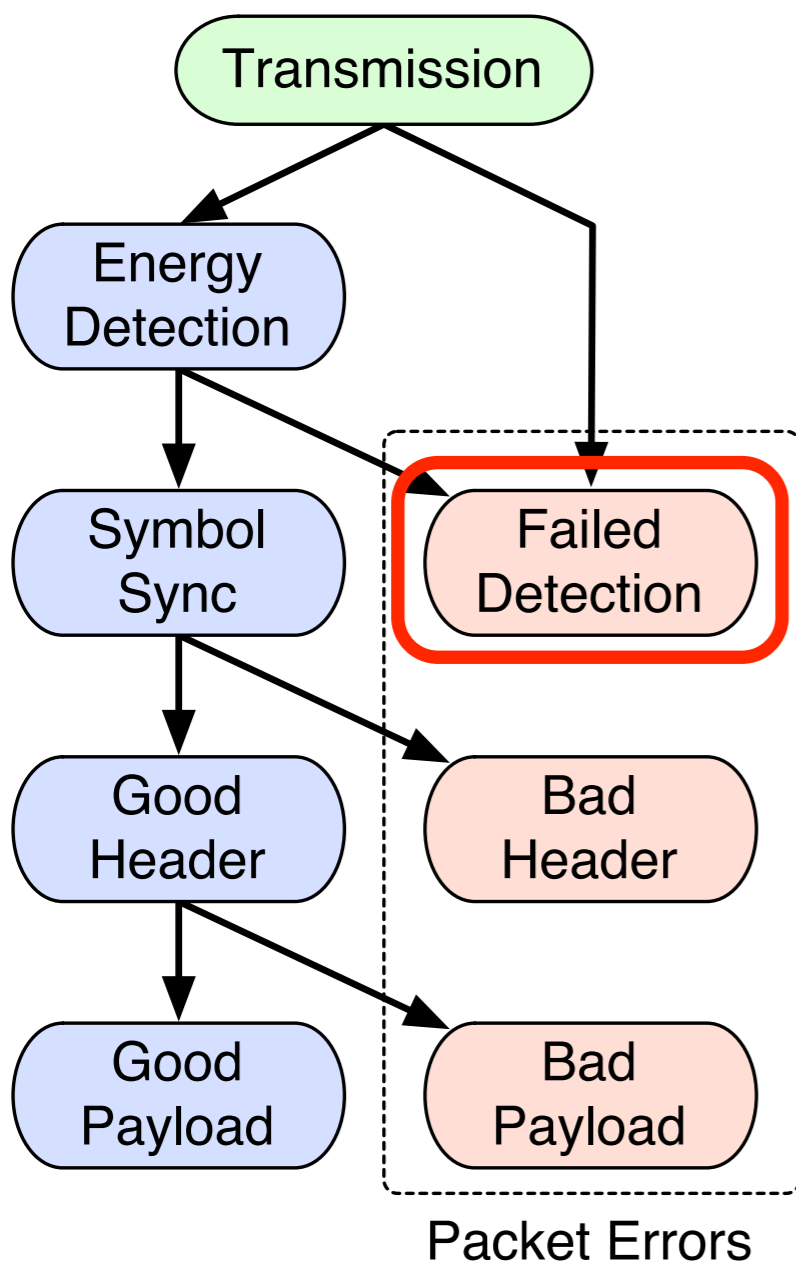 Transmission
Energy
Detection
Symbol
Sync
Failed
Detection
Good
Header
Bad
Header
Good
Payload
Bad
Payload
Packet Errors